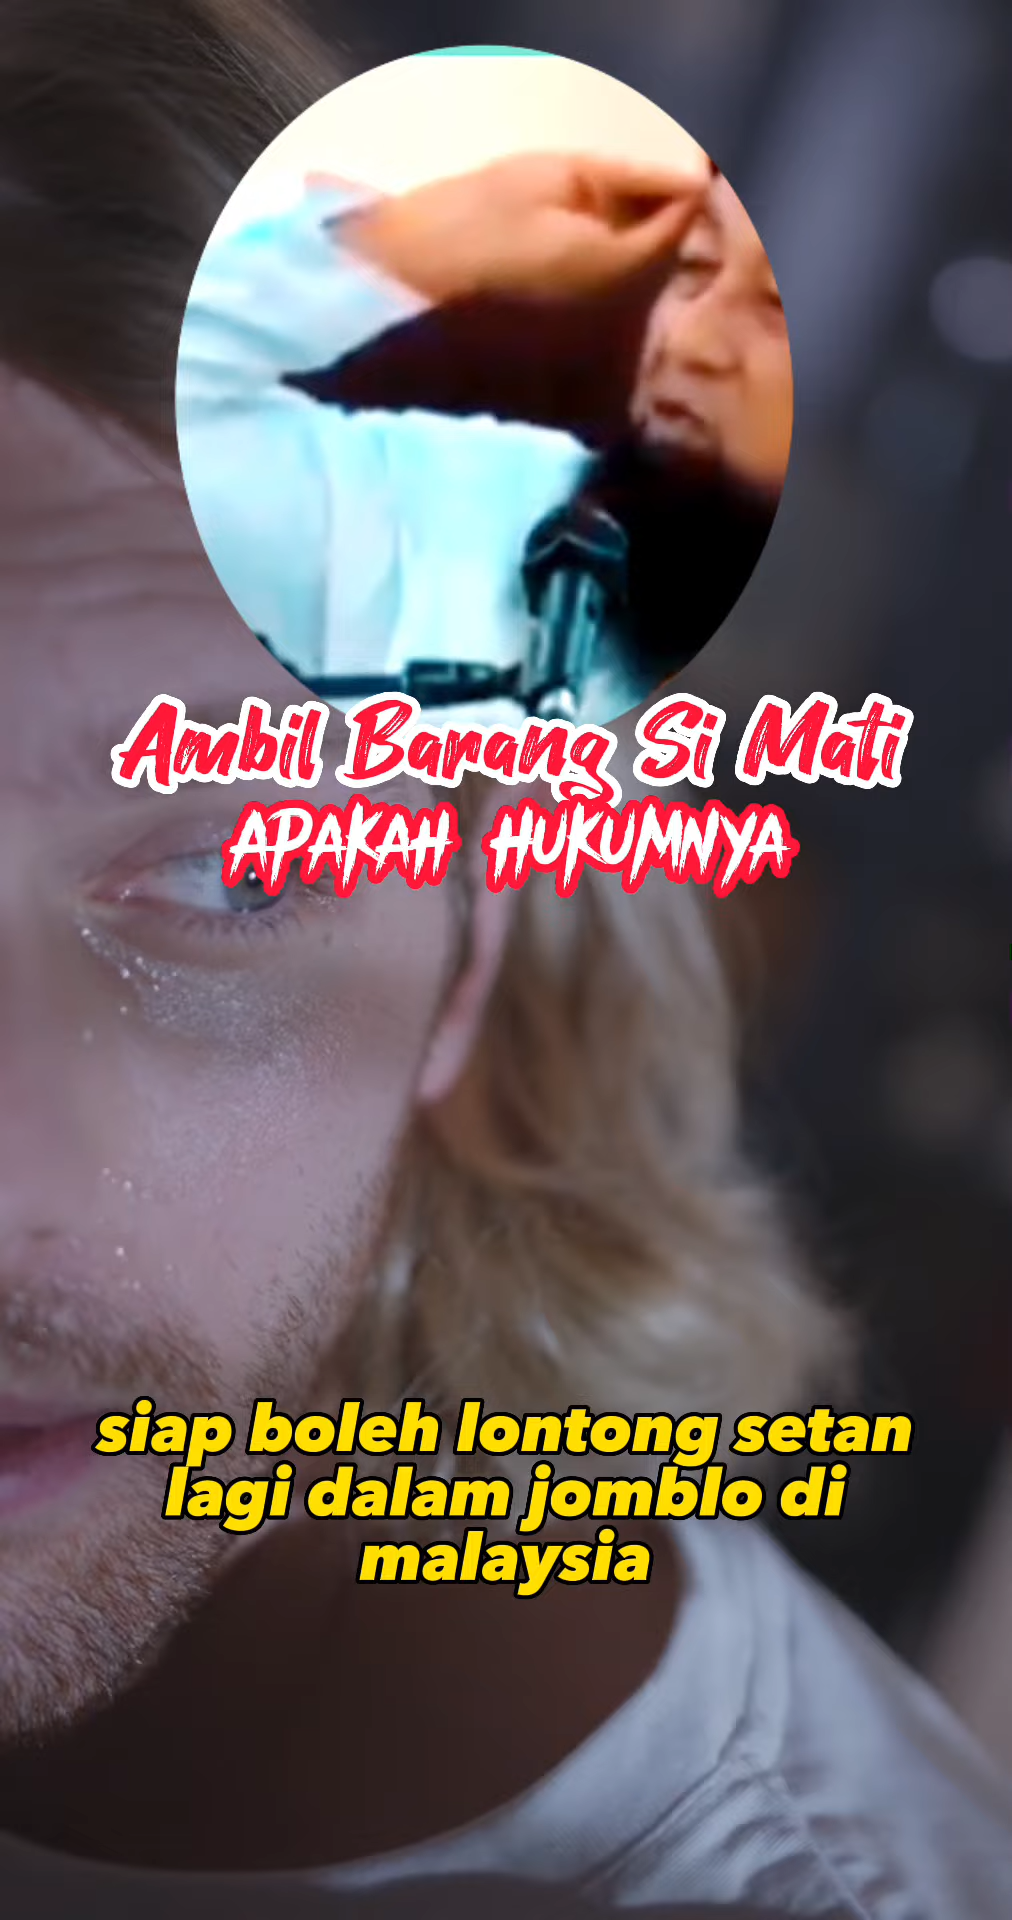 Ambil Barang Si Mati
APAKAH HUKUMNYA
siap boleh lontong setan
lagi dalam jomblo di
malaysia